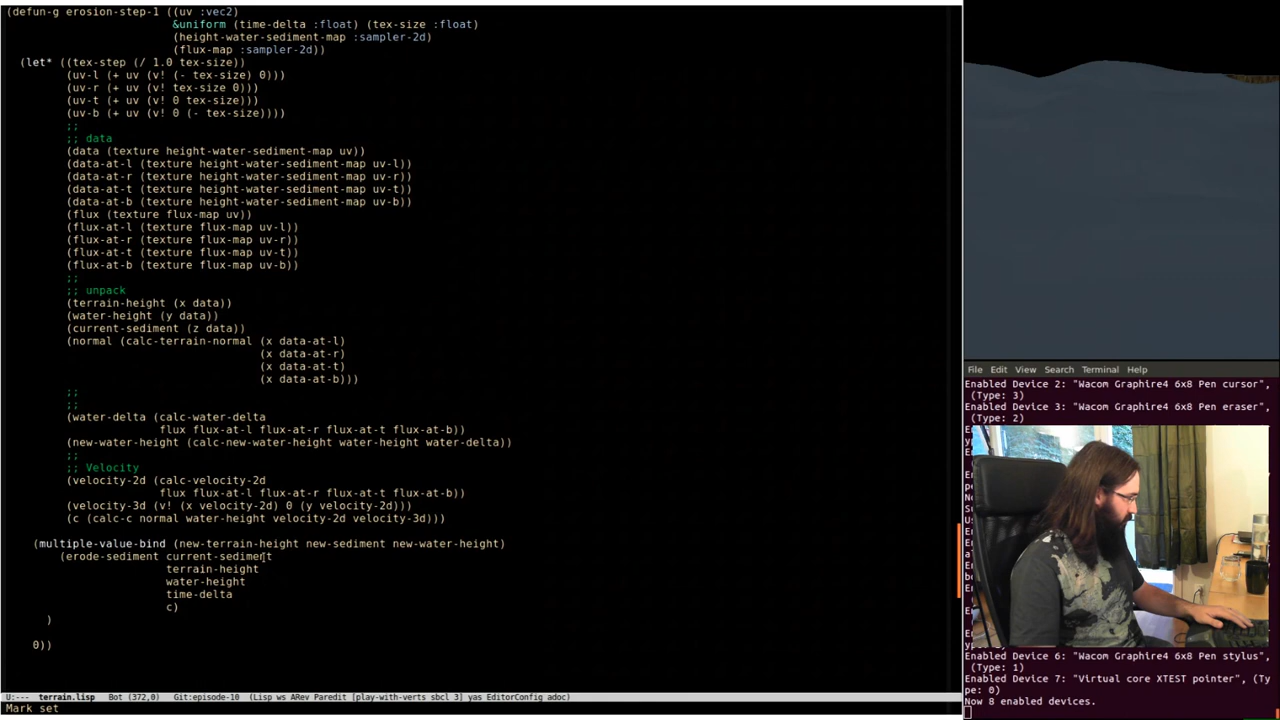 (defun-g erosion-step-1 ((uv :vec2)
&uniform (time-delta :float) (tex-size :float)
(height-water-sediment-map :sampler-2d)
(flux-map :sampler-2d))
(let* ((tex-step (/ 1.0 tex-size))
(uv-l (+ uv (v! (- tex-size) 0)))
(uv-r (+ uv (v! tex-size 0)))
(uv-t (+ uv (v! 0 tex-size)))
(uv-b (+ uv (v! 0 (- tex-size))))
;;
;; data
(data (texture height-water-sediment-map uv))
(data-at-l (texture height-water-sediment-map uv-l))
(data-at-r (texture height-water-sediment-map uv-r))
(data-at-t (texture height-water-sediment-map uv-t))
(data-at-b (texture height-water-sediment-map uv-b))
(flux (texture flux-map uv))
(flux-at-l (texture flux-map uv-l))
(flux-at-r (texture flux-map uv-r))
(flux-at-t (texture flux-map uv-t))
(flux-at-b (texture flux-map uv-b))
;;
;; unpack
(terrain-height (x data))
(water-height (y data))
(current-sediment (z data))
(normal (calc-terrain-normal (x data-at-l)
(x data-at-r)
(x data-at-t)
(x data-at-b)))
;;
;;
(water-delta (calc-water-delta
flux flux-at-l flux-at-r flux-at-t flux-at-b))
(new-water-height (calc-new-water-height water-height water-delta))
;;
;; Velocity
(velocity-2d (calc-velocity-2d
flux flux-at-l flux-at-r flux-at-t flux-at-b))
(velocity-3d (v! (x velocity-2d) 0 (y velocity-2d)))
(c (calc-c normal water-height velocity-2d velocity-3d)))
(multiple-value-bind (new-terrain-height new-sediment new-water-height)
(erode-sediment current-sediment
terrain-height
water-height
time-delta
c)
)
0))
U:--- terrain.lisp Bot (372,0) Git:episode-10 (Lisp ws ARev Paredit [play-with-verts sbcl 3] yas EditorConfig adoc)
Mark set
File Edit View Search Terminal Help
Enabled Device 2: "Wacom Graphire4 6x8 Pen cursor",
(Type: 3)
Enabled Device 3: "Wacom Graphire4 6x8 Pen eraser",
(Type: 2)
Enabled Device 6: "Wacom Graphire4 6x8 Pen stylus",
(Type: 1)
Enabled Device 7: "Virtual core XTEST pointer", (Ty
pe: 0)
Now 8 enabled devices.